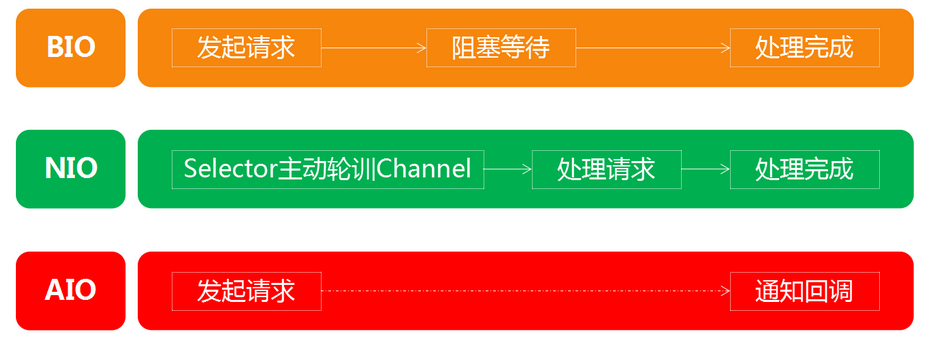 BIO
发起请求
阻塞等待
处理完成
NIO
Selector主动轮训Channel
处理请求
处理完成
AIO
发起请求
通知回调